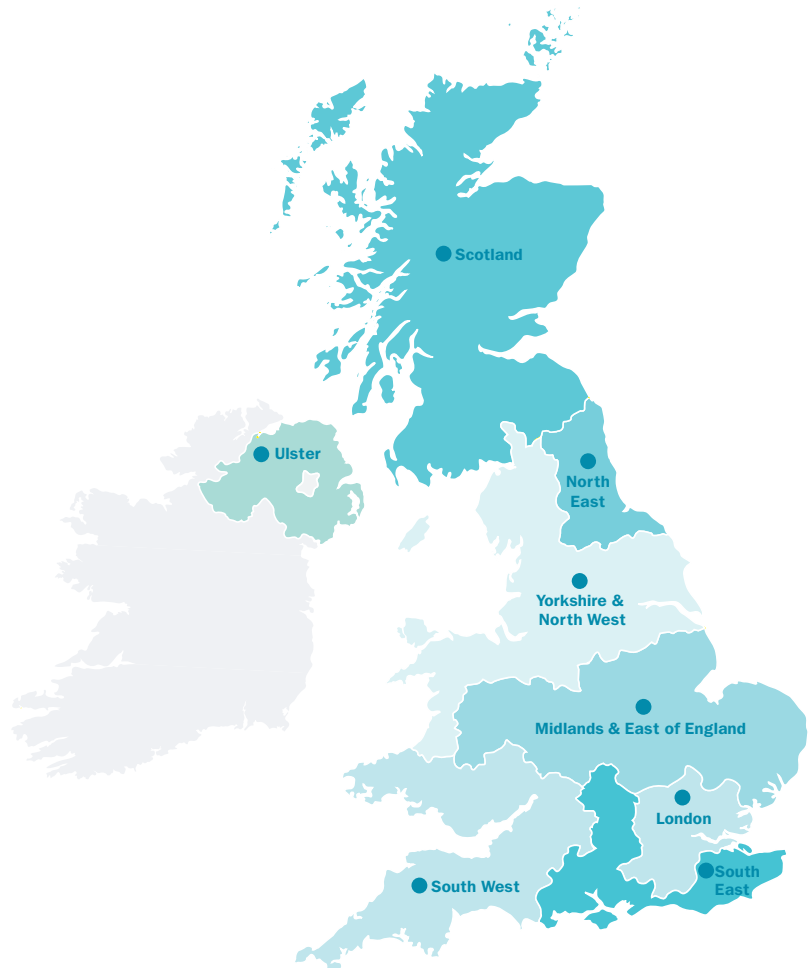 Scotland
Ulster
North
East
Yorkshire &
North West
Midlands & East of England
London
South
East
South West